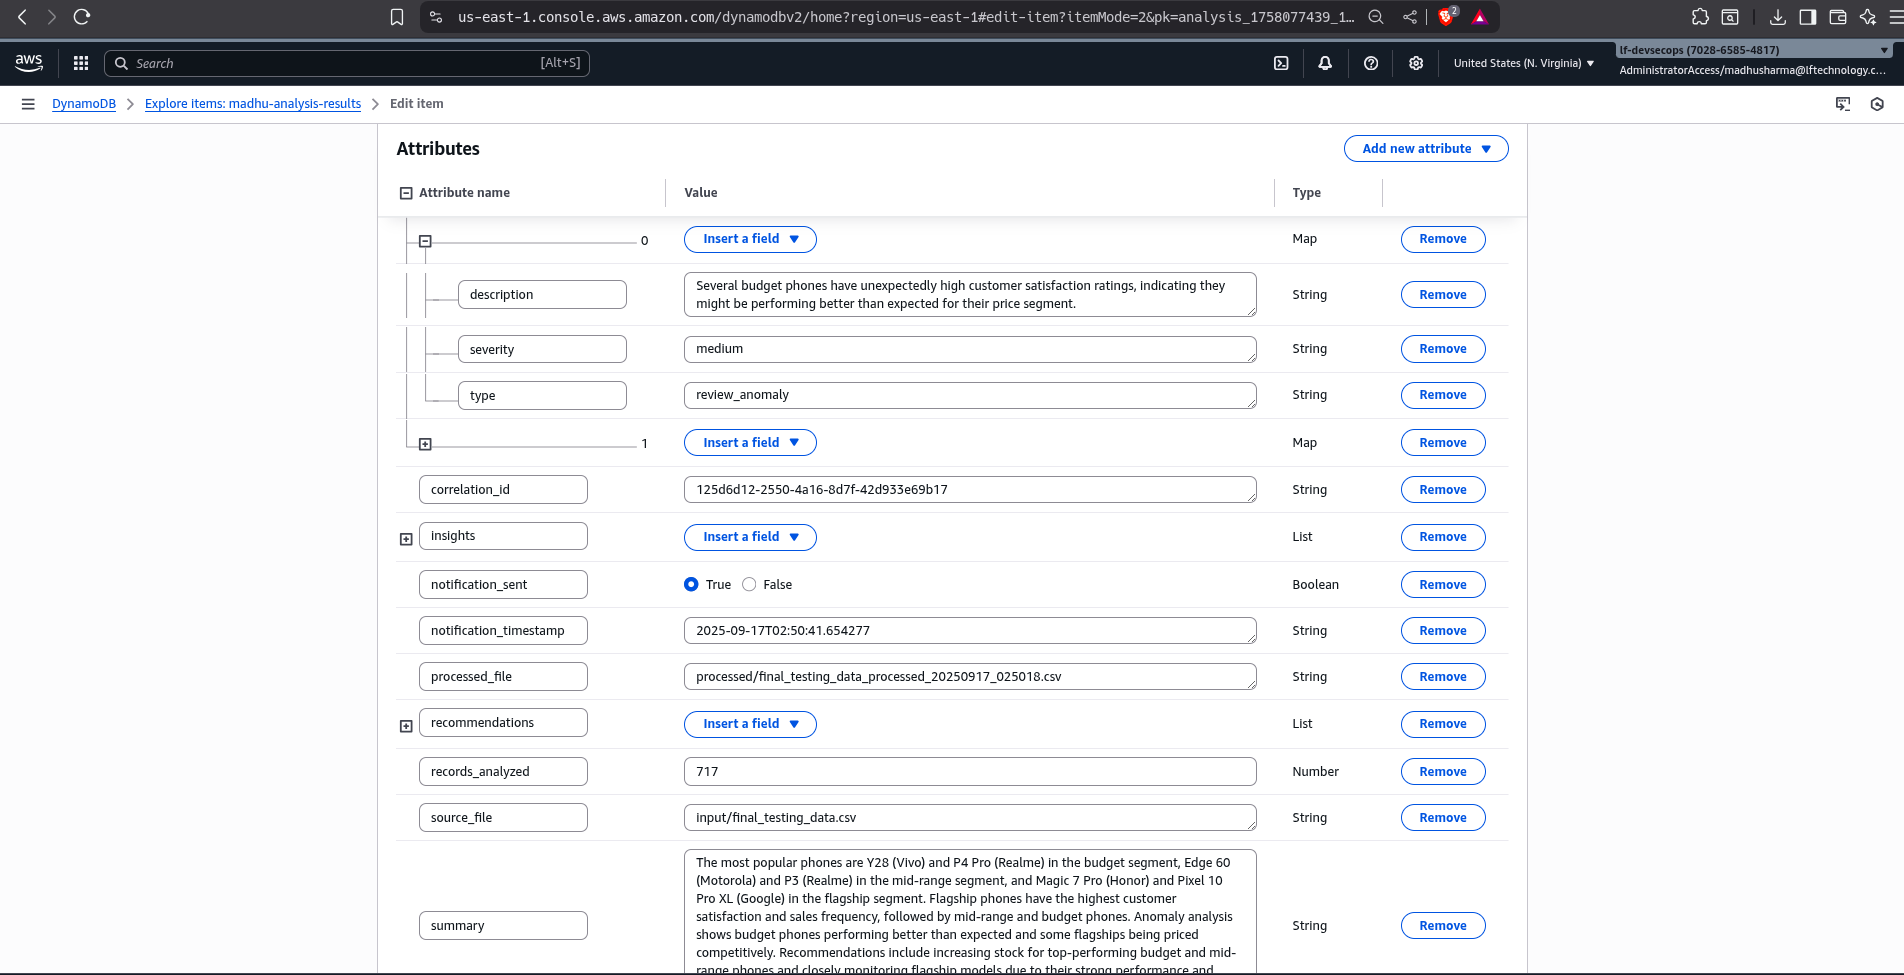 us-east-1.console.aws.amazon.com/dynamodbv2/home?region=us-east-1#edit-item?itemMode=2&pk=analysis_1758077439_1…
2
aws
Search
[Alt+S]
United States (N. Virginia)
lf-devsecops (7028-6585-4817)
AdministratorAccess/madhusharma@lftechnology.c...
DynamoDB
Explore items: madhu-analysis-results
Edit item
Attributes
Add new attribute
Attribute name
Value
Type
0
Insert a field
Map
Remove
description
Several budget phones have unexpectedly high customer satisfaction ratings, indicating they
might be performing better than expected for their price segment.
String
Remove
severity
medium
String
Remove
type
review_anomaly
String
Remove
1
Insert a field
Map
Remove
correlation_id
125d6d12-2550-4a16-8d7f-42d933e69b17
String
Remove
insights
Insert a field
List
Remove
notification_sent
True
False
Boolean
Remove
notification_timestamp
2025-09-17T02:50:41.654277
String
Remove
processed_file
processed/final_testing_data_processed_20250917_025018.csv
String
Remove
recommendations
Insert a field
List
Remove
records_analyzed
717
Number
Remove
source_file
input/final_testing_data.csv
String
Remove
summary
The most popular phones are Y28 (Vivo) and P4 Pro (Realme) in the budget segment, Edge 60
(Motorola) and P3 (Realme) in the mid-range segment, and Magic 7 Pro (Honor) and Pixel 10
Pro XL (Google) in the flagship segment. Flagship phones have the highest customer
satisfaction and sales frequency, followed by mid-range and budget phones. Anomaly analysis
shows budget phones performing better than expected and some flagships being priced
competitively. Recommendations include increasing stock for top-performing budget and mid-
range phones and closely monitoring flagship models due to their strong performance and
String
Remove